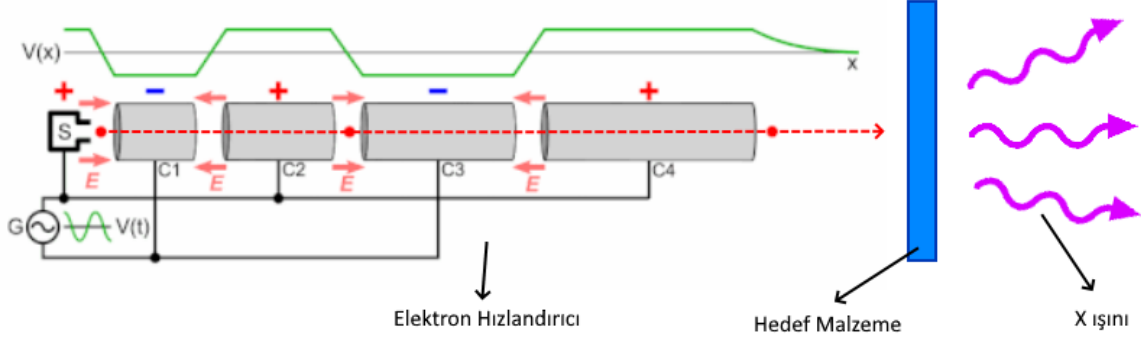 V(x)
x
+ − + − +
S
C1 C2 C3 C4
E E E E
G V(t)
Elektron Hızlandırıcı
Hedef Malzeme
X ışını